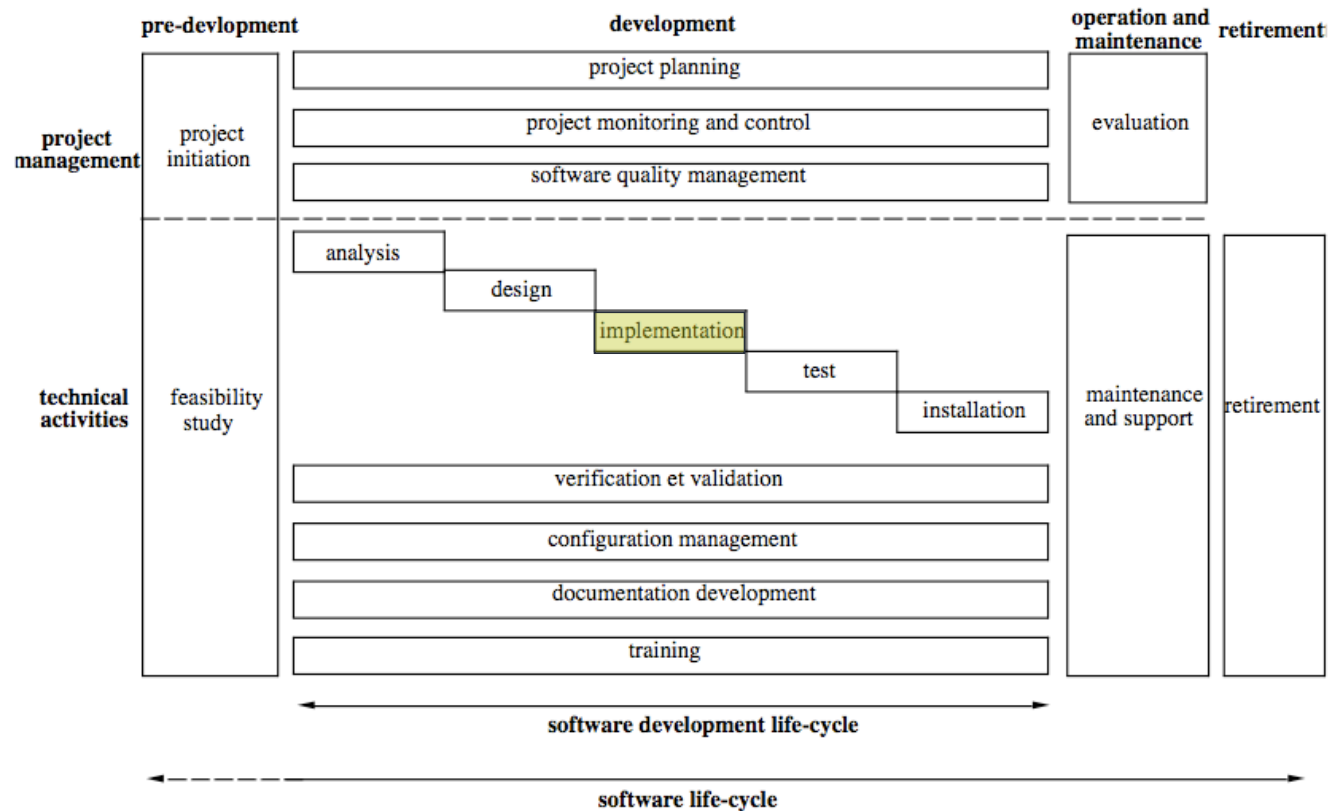 pre-devlopment
development
operation and
maintenance
retirement
project planning
project monitoring and control
software quality management
project
management
project
initiation
evaluation
analysis
design
implementation
test
installation
technical
activities
feasibility
study
maintenance
and support
retirement
verification et validation
configuration management
documentation development
training
software development life-cycle
software life-cycle